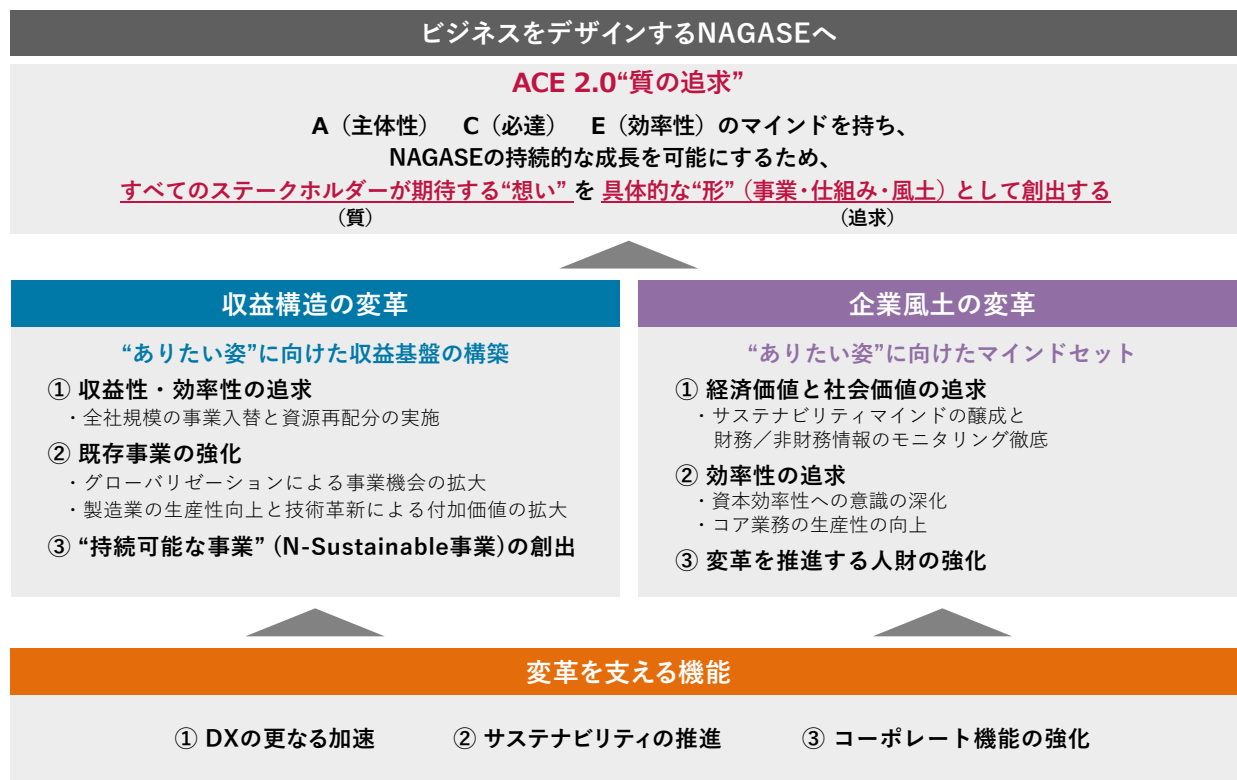 ビジネスをデザインするNAGASEへ
ACE 2.0“質の追求”
A（主体性）　C（必達）　E（効率性）のマインドを持ち、
NAGASEの持続的な成長を可能にするため、
すべてのステークホルダーが期待する“想い” を 具体的な“形”（事業・仕組み・風土）として創出する
（質）　（追求）
収益構造の変革
“ありたい姿”に向けた収益基盤の構築
① 収益性・効率性の追求
・全社規模の事業入替と資源再配分の実施
② 既存事業の強化
・グローバリゼーションによる事業機会の拡大
・製造業の生産性向上と技術革新による付加価値の拡大
③ “持続可能な事業” (N-Sustainable事業)の創出
企業風土の変革
“ありたい姿”に向けたマインドセット
① 経済価値と社会価値の追求
・サステナビリティマインドの醸成と
財務／非財務情報のモニタリング徹底
② 効率性の追求
・資本効率性への意識の深化
・コア業務の生産性の向上
③ 変革を推進する人財の強化
変革を支える機能
① DXの更なる加速　② サステナビリティの推進　③ コーポレート機能の強化